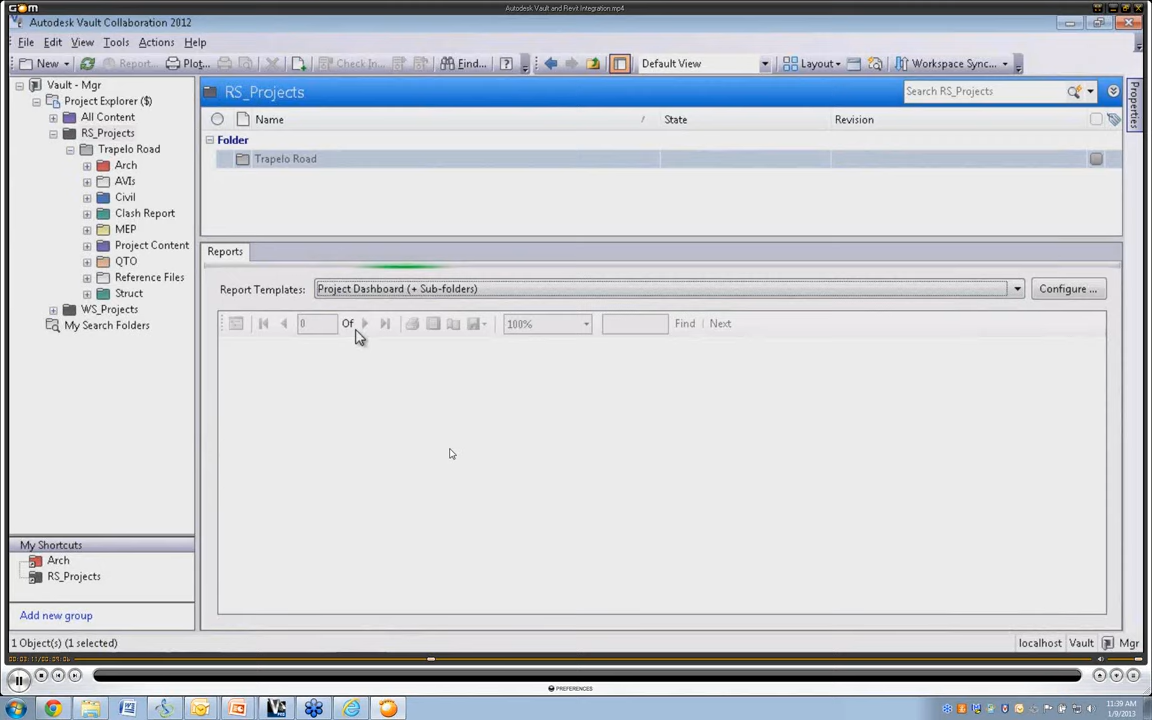 GOM
Autodesk Vault and Revit Integration.mp4
Autodesk Vault Collaboration 2012
File Edit View Tools Actions Help
New Report... Plot... Check In... Find... Default View Layout Workspace Sync...
Vault - Mgr
Project Explorer ($)
All Content
RS_Projects
Trapelo Road
Arch
AVIs
Civil
Clash Report
MEP
Project Content
QTO
Reference Files
Struct
WS_Projects
My Search Folders
My Shortcuts
Arch
RS_Projects
Add new group
RS_Projects
Search RS_Projects
Name State Revision
Folder
Trapelo Road
Reports
Report Templates: Project Dashboard (+ Sub-folders) Configure ...
0 Of 100% Find | Next
Properties
1 Object(s) (1 selected) localhost Vault Mgr
PREFERENCES
11:39 AM
1/9/2013